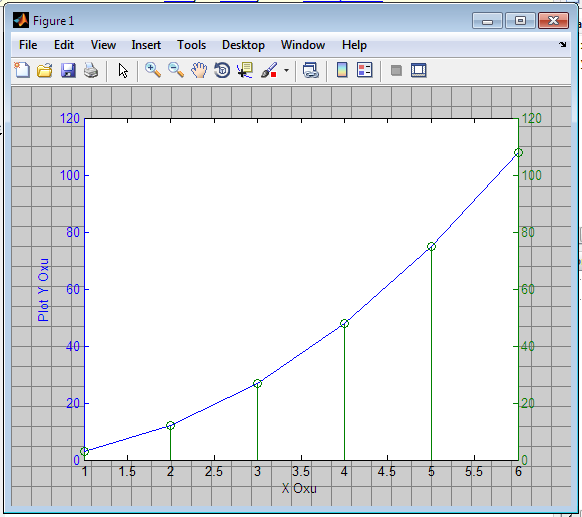 Figure 1
File Edit View Insert Tools Desktop Window Help
120 120
100 100
80 80
60 60
40 40
20 20
0 0
Plot Y Oxu
1 1.5 2 2.5 3 3.5 4 4.5 5 5.5 6
X Oxu